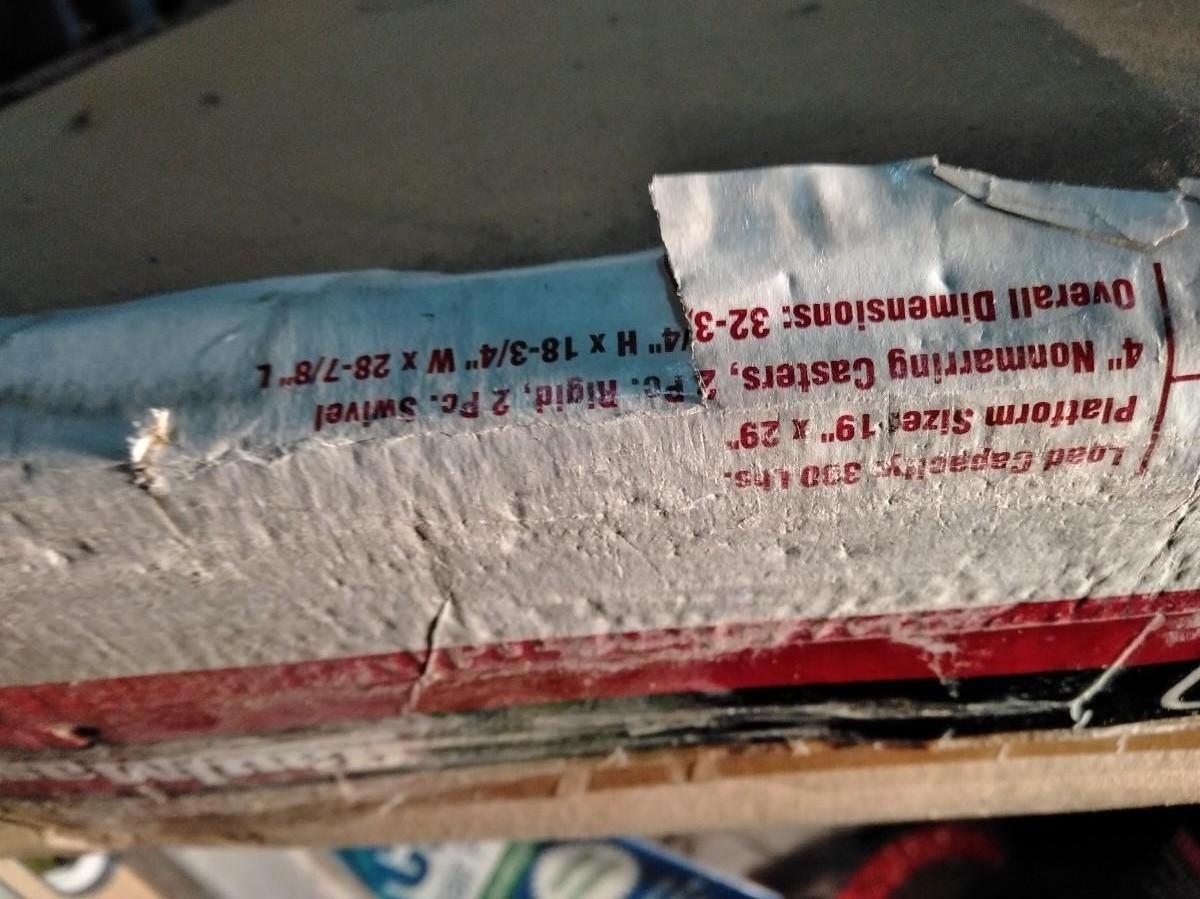 Load Capacity: 330 Lbs.
Platform Size: 19" x 29"
4" Nonmarring Casters, 2 Pc. Rigid, 2 Pc. Swivel
Overall Dimensions: 32-3/4" H x 18-3/4" W x 28-7/8" L